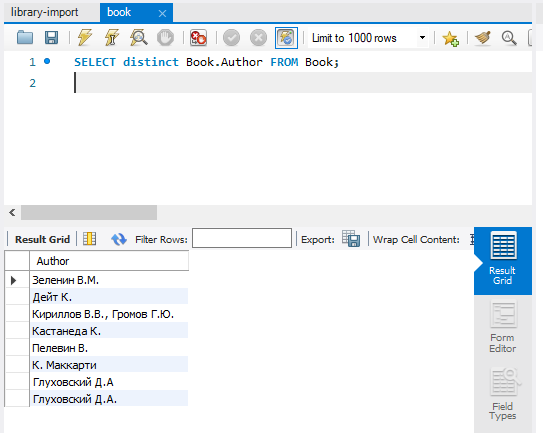 library-import book
Limit to 1000 rows
1 SELECT distinct Book.Author FROM Book;
2
Result Grid Filter Rows: Export: Wrap Cell Content:
Author
Зеленин В.М.
Дейт К.
Кириллов В.В., Громов Г.Ю.
Кастанеда К.
Пелевин В.
К. Маккарти
Глуховский Д.А
Глуховский Д.А.
Result
Grid
Form
Editor
Field
Types